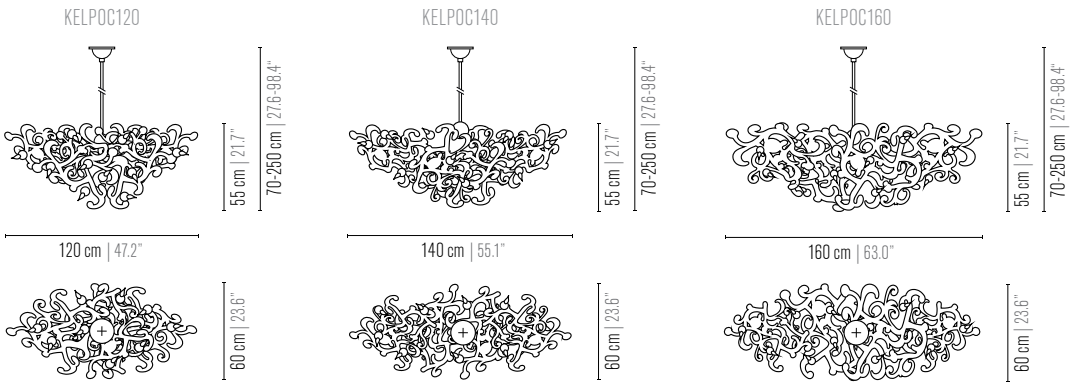 KELPOC120
55 cm | 21.7"
70-250 cm | 27.6-98.4"
120 cm | 47.2"
60 cm | 23.6"
KELPOC140
55 cm | 21.7"
70-250 cm | 27.6-98.4"
140 cm | 55.1"
60 cm | 23.6"
KELPOC160
55 cm | 21.7"
70-250 cm | 27.6-98.4"
160 cm | 63.0"
60 cm | 23.6"